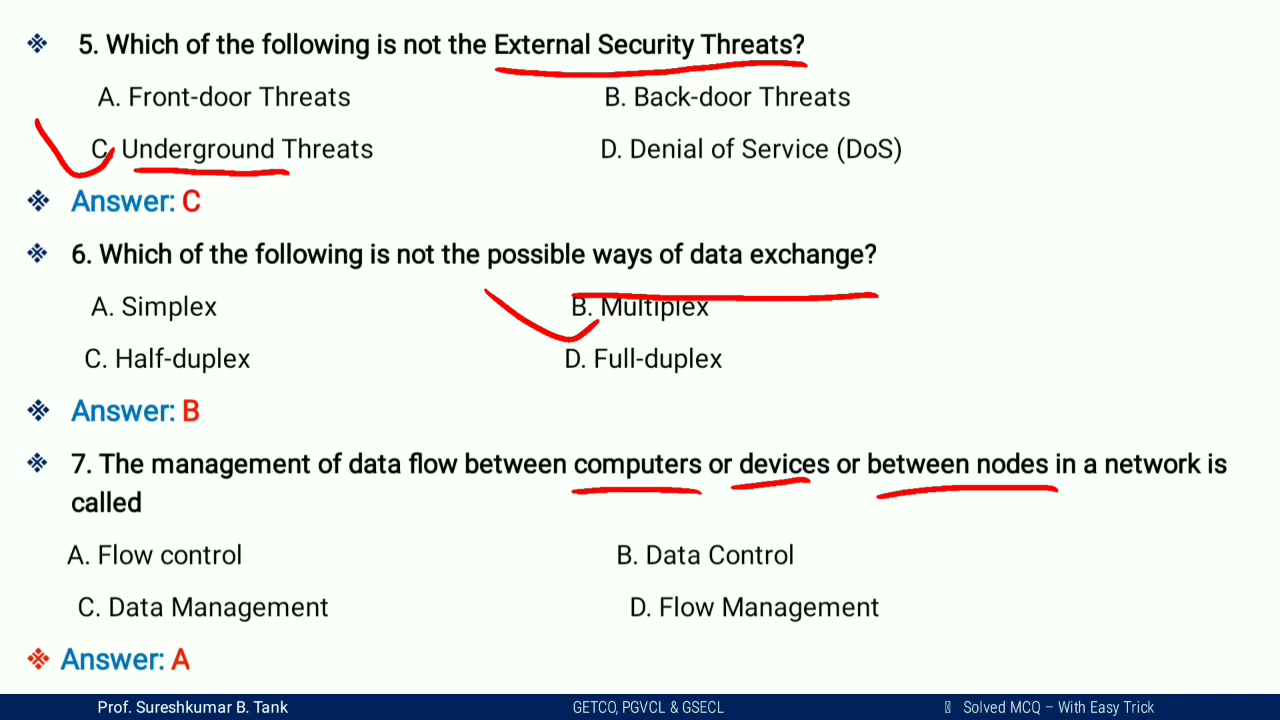 ❖ 5. Which of the following is not the External Security Threats?
A. Front-door Threats B. Back-door Threats
C. Underground Threats D. Denial of Service (DoS)
❖ Answer: C
❖ 6. Which of the following is not the possible ways of data exchange?
A. Simplex B. Multiplex
C. Half-duplex D. Full-duplex
❖ Answer: B
❖ 7. The management of data flow between computers or devices or between nodes in a network is
called
A. Flow control B. Data Control
C. Data Management D. Flow Management
❖ Answer: A
Prof. Sureshkumar B. Tank GETCO, PGVCL & GSECL Solved MCQ – With Easy Trick